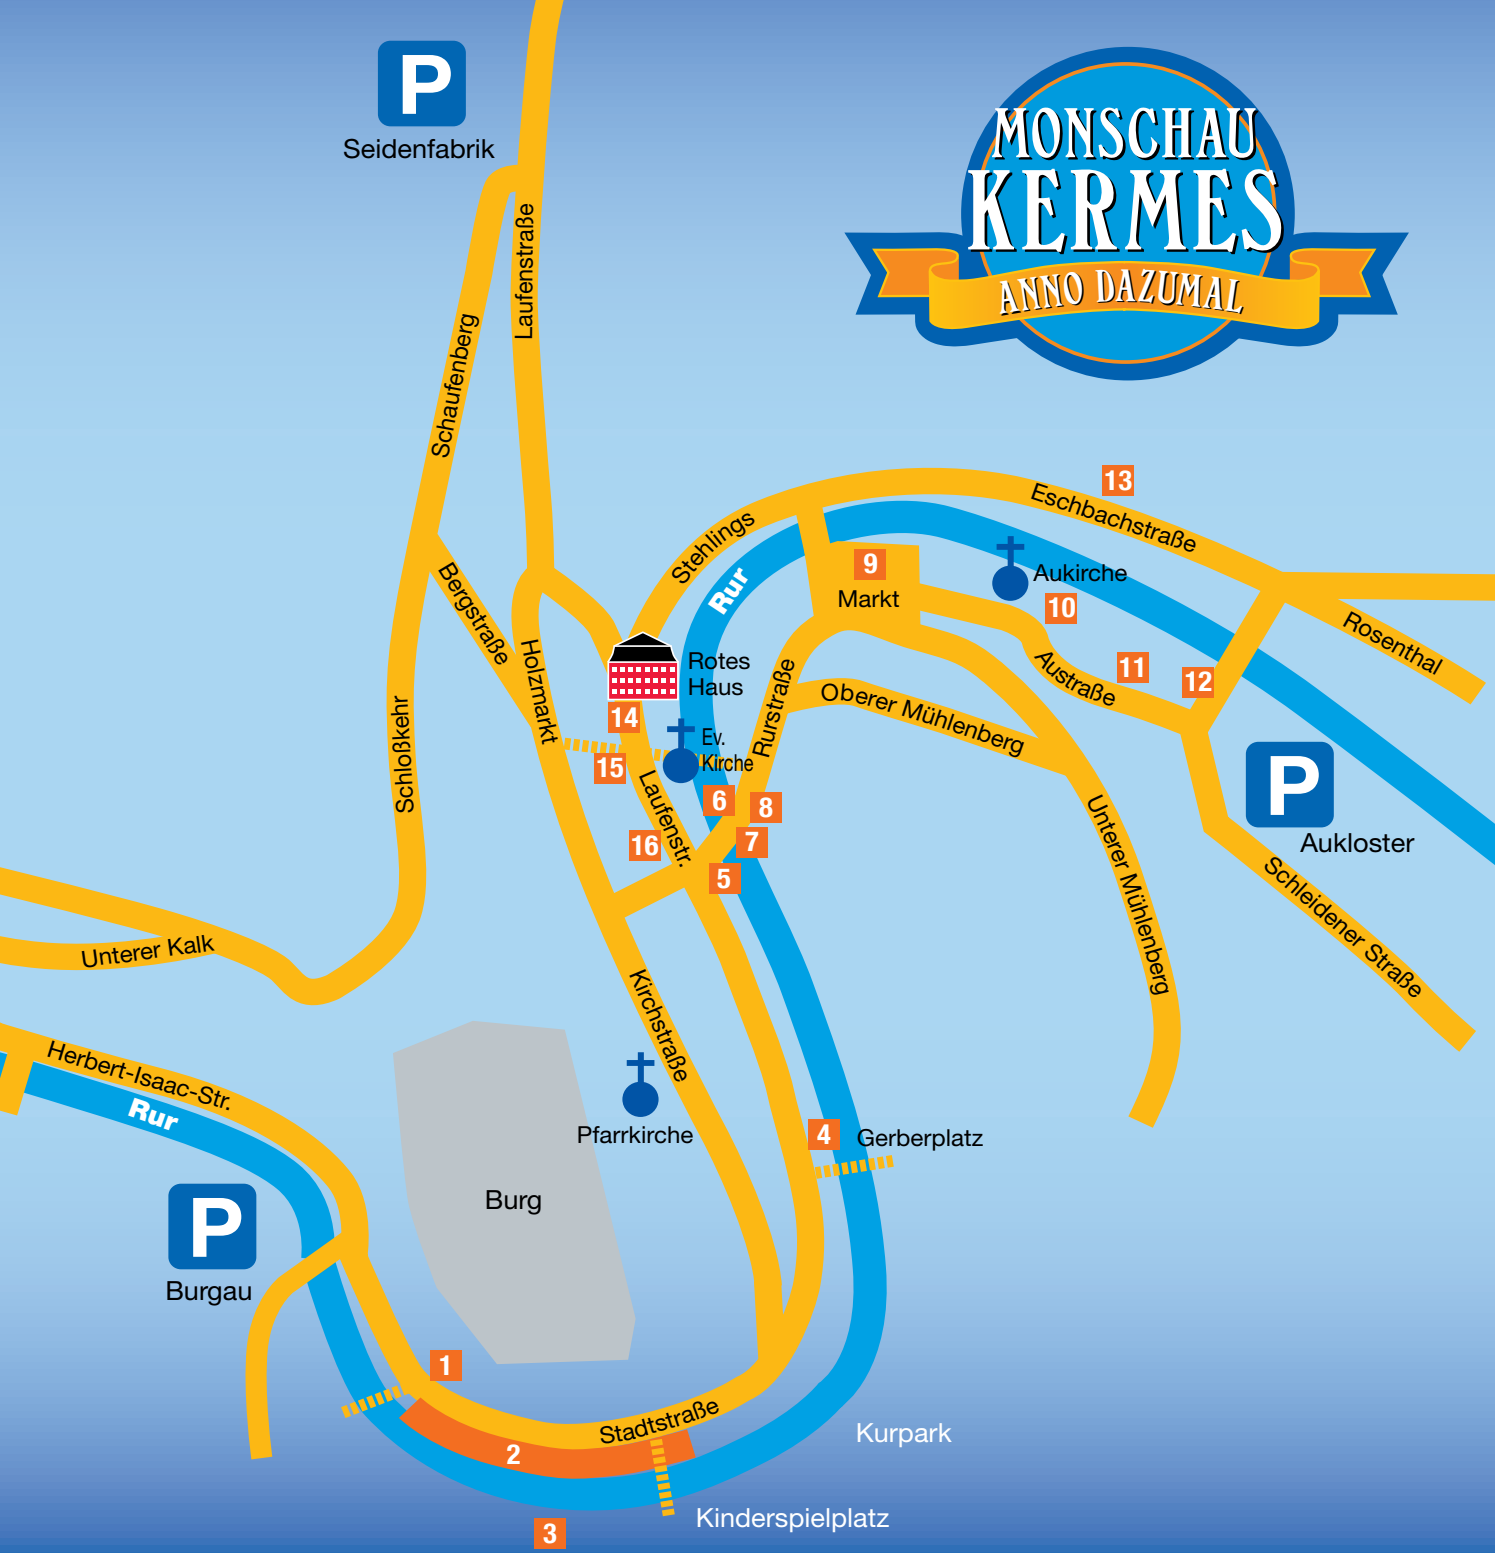 P
Seidenfabrik
MONSCHAU
KERMES
ANNO DAZUMAL
Laufenstraße
Schaufenberg
13
Eschbachstraße
Stehlings
9
Markt
Aukirche
10
Rur
Bergstraße
Rosenthal
Holzmarkt
Rotes
Haus
Rurstraße
Oberer Mühlenberg
Austraße
11
12
14
Ev.
Kirche
15
Schloßkehr
Laufenstr.
6
8
7
16
5
P
Aukloster
Unterer Mühlenberg
Schleidener Straße
Unterer Kalk
Kirchstraße
Herbert-Isaac-Str.
Rur
Pfarrkirche
4
Gerberplatz
Burg
P
Burgau
1
Stadtstraße
2
Kurpark
Kinderspielplatz
3